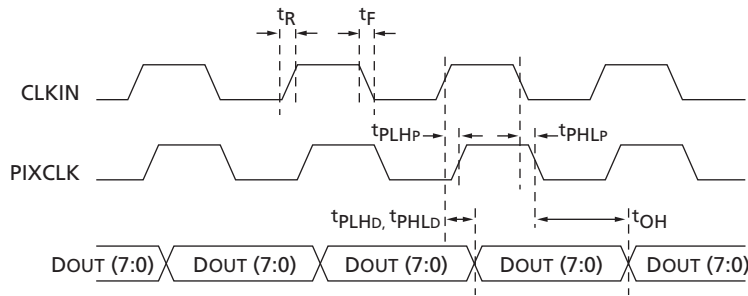 tR tF
CLKIN
tPLHP tPHLP
PIXCLK
tPLHD, tPHLD tOH
DOUT (7:0) DOUT (7:0) DOUT (7:0) DOUT (7:0) DOUT (7:0)